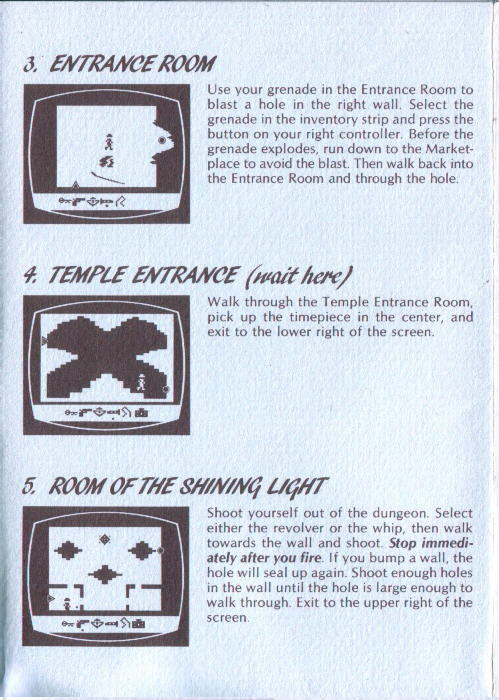 3. ENTRANCE ROOM
Use your grenade in the Entrance Room to
blast a hole in the right wall. Select the
grenade in the inventory strip and press the
button on your right controller. Before the
grenade explodes, run down to the Market-
place to avoid the blast. Then walk back into
the Entrance Room and through the hole.
4. TEMPLE ENTRANCE (wait here)
Walk through the Temple Entrance Room,
pick up the timepiece in the center, and
exit to the lower right of the screen.
5. ROOM OF THE SHINING LIGHT
Shoot yourself out of the dungeon. Select
either the revolver or the whip, then walk
towards the wall and shoot. Stop immedi-
ately after you fire. If you bump a wall, the
hole will seal up again. Shoot enough holes
in the wall until the hole is large enough to
walk through. Exit to the upper right of the
screen.